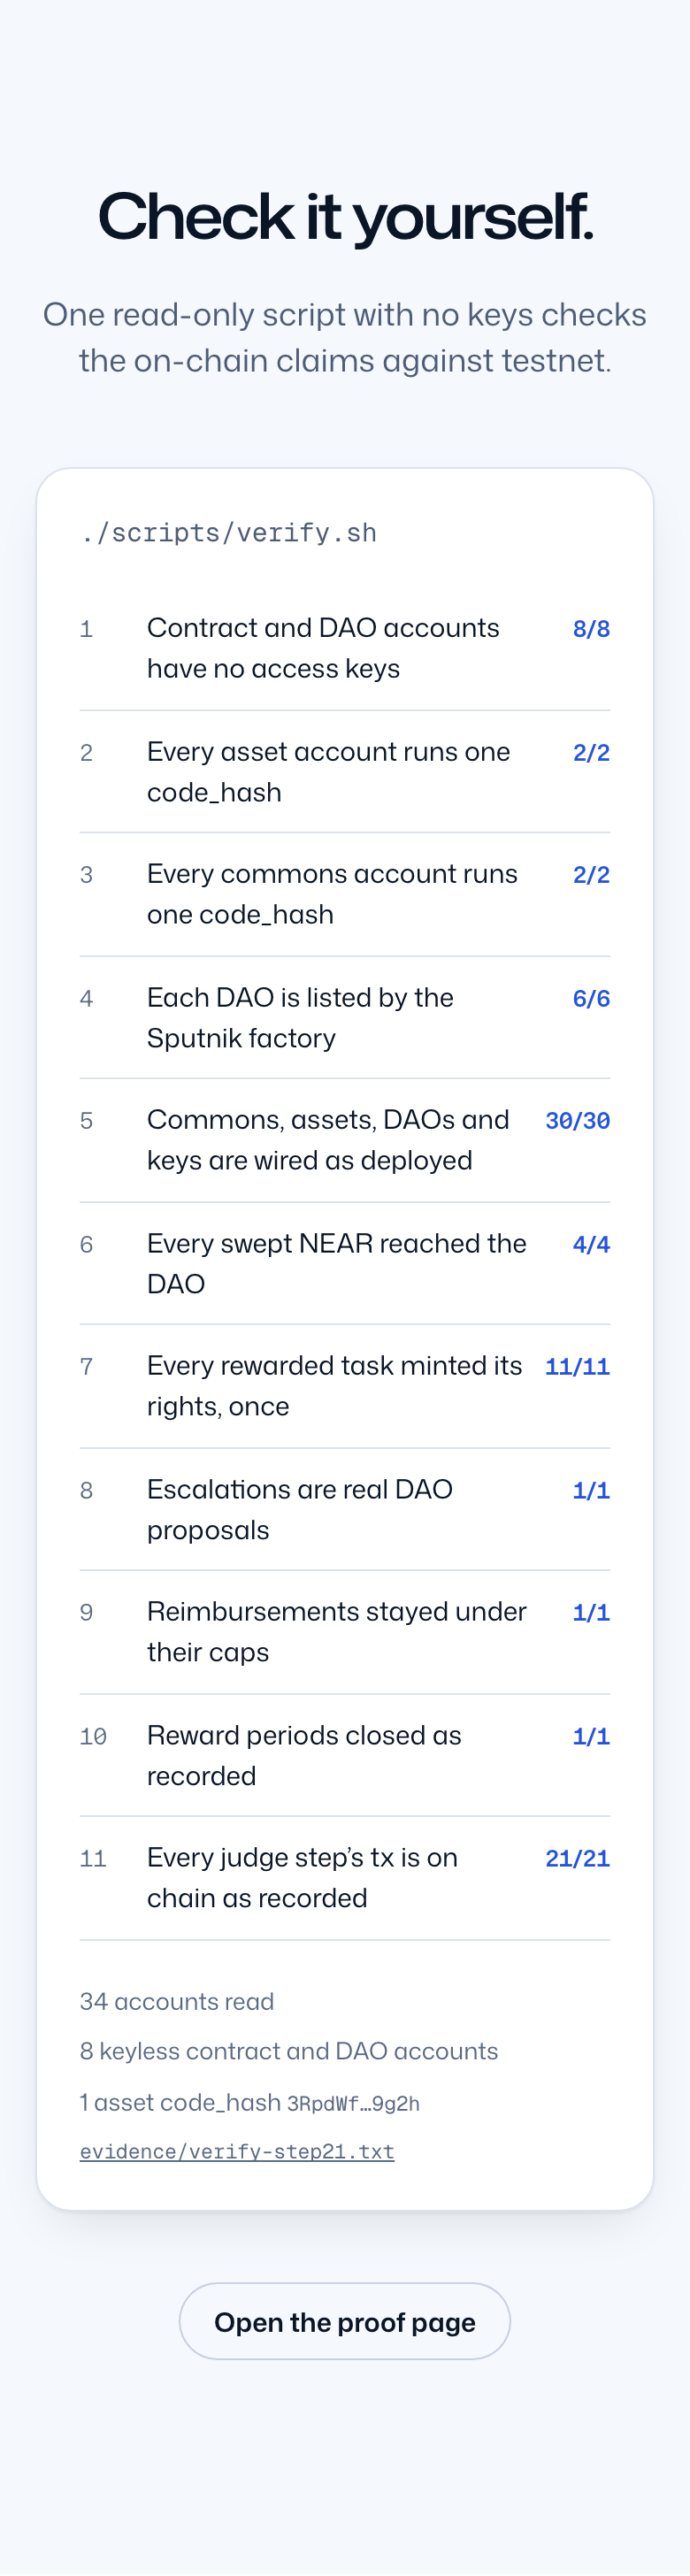 Check it yourself.
One read-only script with no keys checks
the on-chain claims against testnet.
./scripts/verify.sh
1 Contract and DAO accounts 8/8
have no access keys
2 Every asset account runs one 2/2
code_hash
3 Every commons account runs 2/2
one code_hash
4 Each DAO is listed by the 6/6
Sputnik factory
5 Commons, assets, DAOs and 30/30
keys are wired as deployed
6 Every swept NEAR reached the 4/4
DAO
7 Every rewarded task minted its 11/11
rights, once
8 Escalations are real DAO 1/1
proposals
9 Reimbursements stayed under 1/1
their caps
10 Reward periods closed as 1/1
recorded
11 Every judge step’s tx is on 21/21
chain as recorded
34 accounts read
8 keyless contract and DAO accounts
1 asset code_hash 3RpdWf…9g2h
evidence/verify-step21.txt
Open the proof page